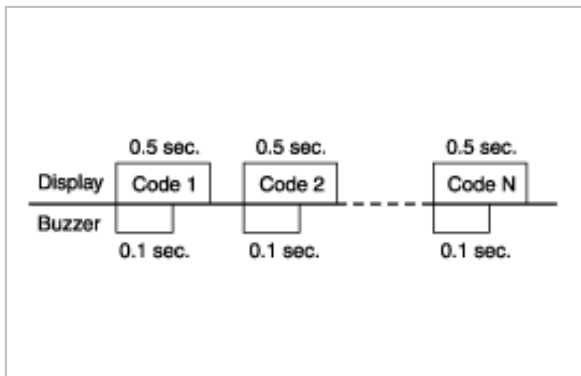 0.5 sec. 0.5 sec. 0.5 sec.
Display Code 1 Code 2 Code N
Buzzer
0.1 sec. 0.1 sec. 0.1 sec.